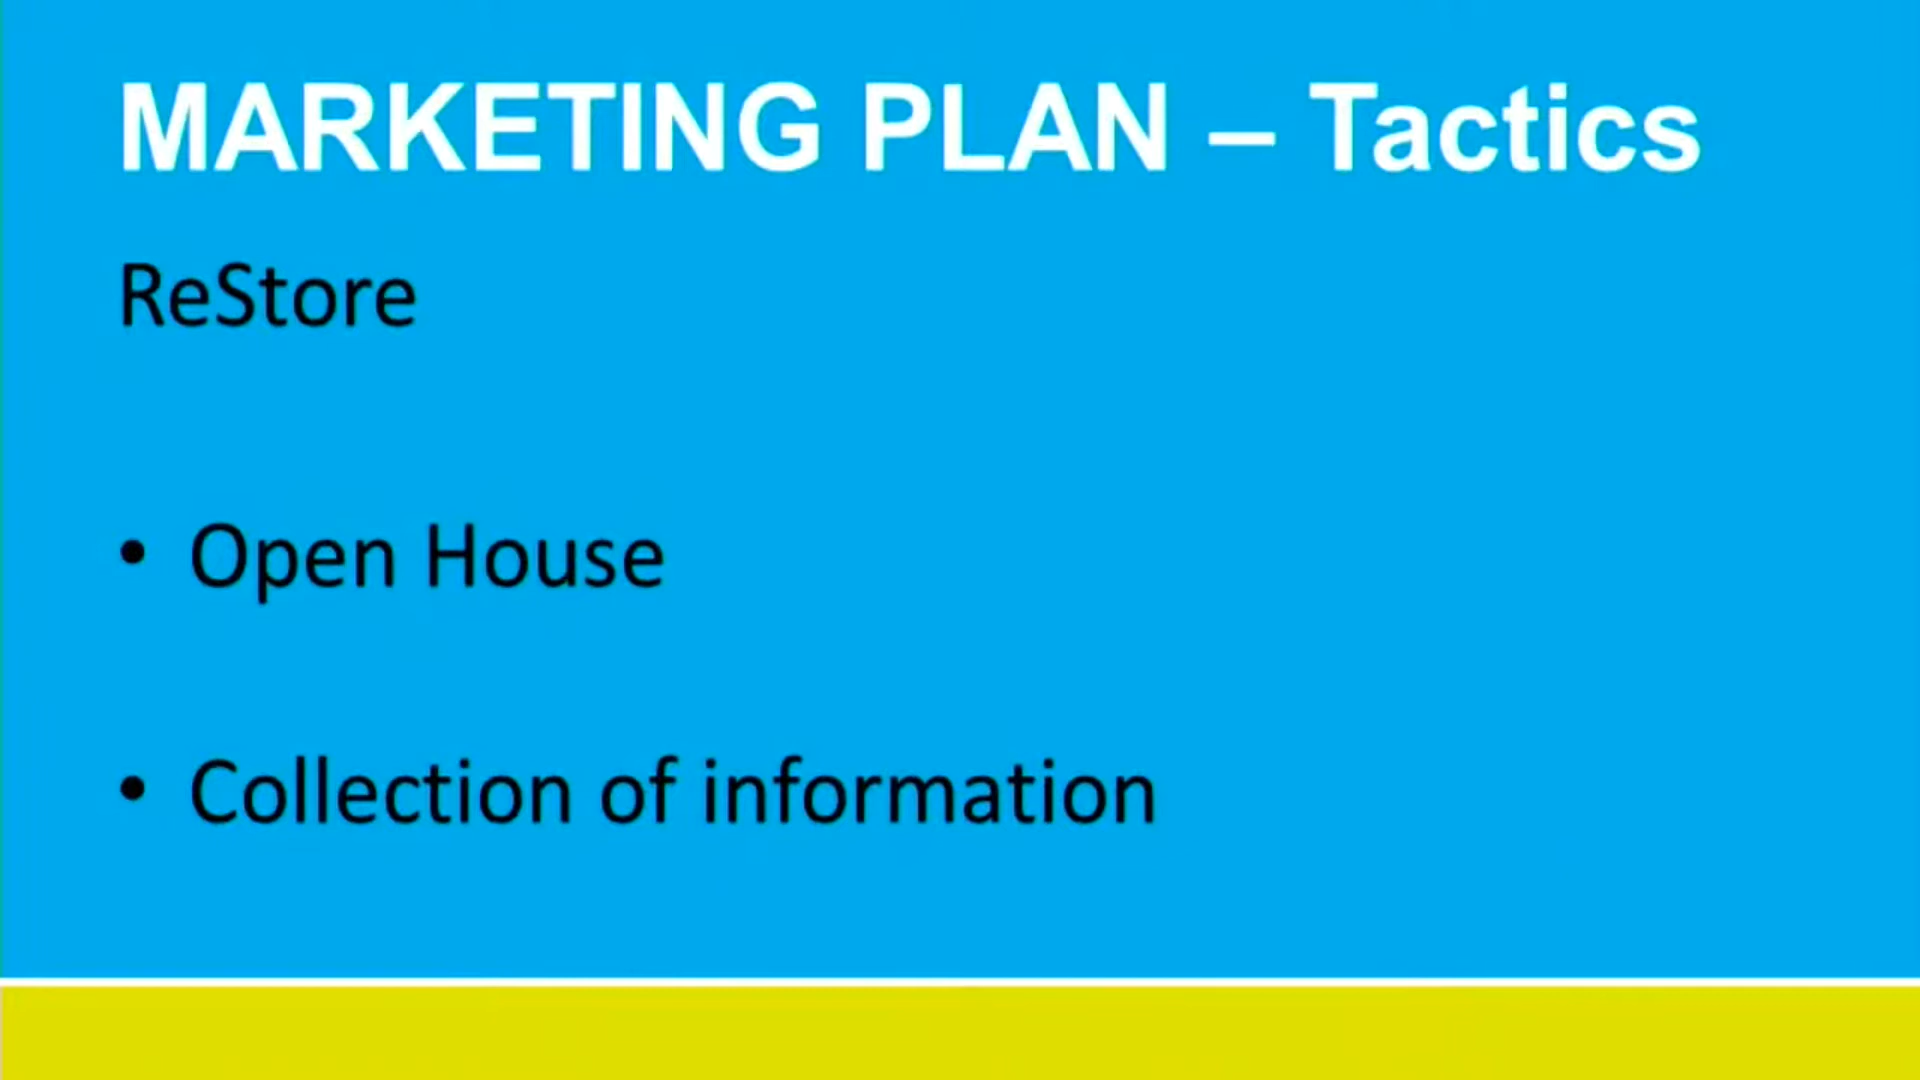 MARKETING PLAN – Tactics
ReStore
• Open House
• Collection of information